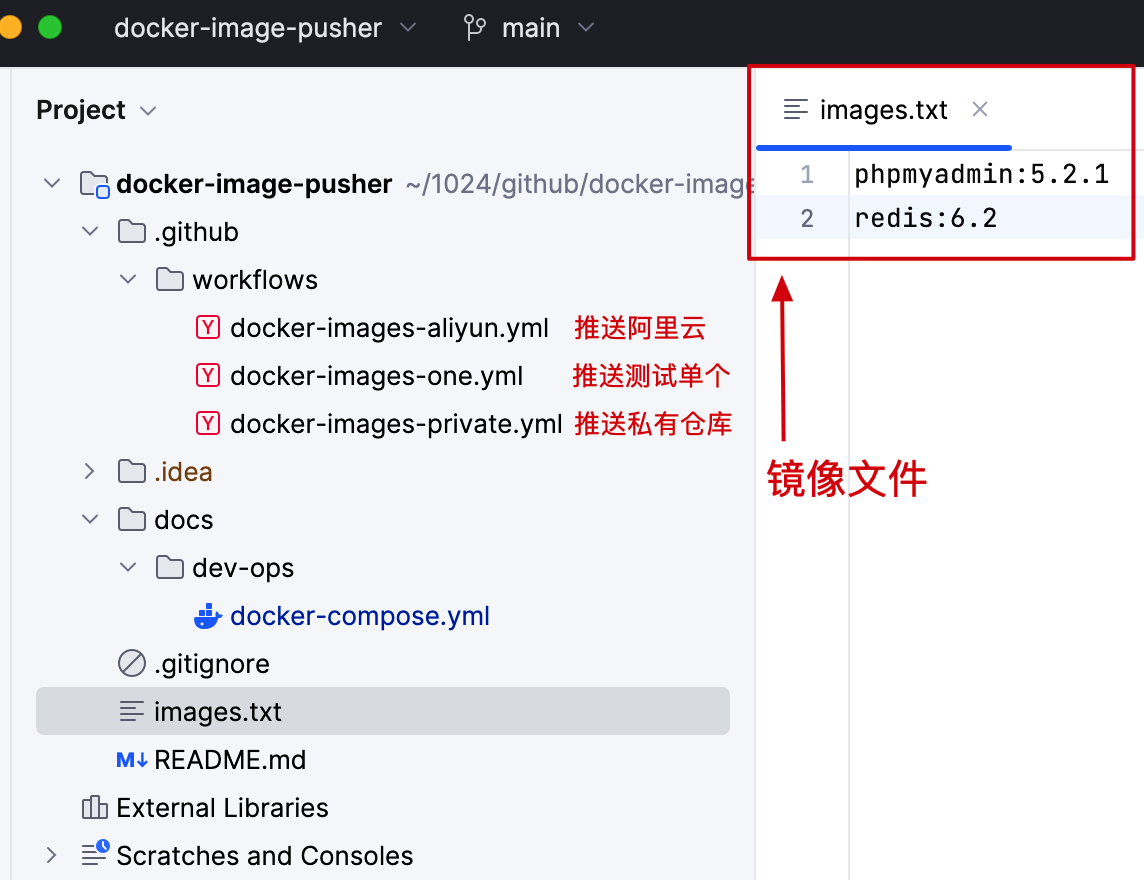 docker-image-pusher main
Project
docker-image-pusher ~/1024/github/docker-image
.github
workflows
docker-images-aliyun.yml 推送阿里云
docker-images-one.yml 推送测试单个
docker-images-private.yml 推送私有仓库
.idea
docs
dev-ops
docker-compose.yml
.gitignore
images.txt
M↓ README.md
External Libraries
Scratches and Consoles
images.txt
1 phpmyadmin:5.2.1
2 redis:6.2
镜像文件